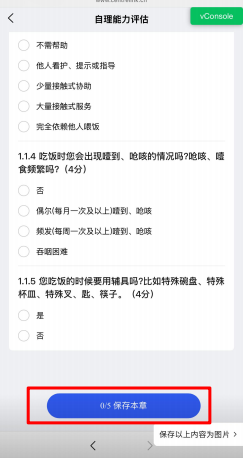 www.camhelink.cn
自理能力评估
vConsole
不需帮助
他人看护、提示或指导
少量接触式协助
大量接触式服务
完全依赖他人喂饭
1.1.4 吃饭时您会出现噎到、呛咳的情况吗?呛咳、噎
食频繁吗?（4分）
否
偶尔(每月一次及以上)噎到、呛咳
频发(每周一次及以上)噎到、呛咳
吞咽困难
1.1.5 您吃饭的时候要用辅具吗?比如特殊碗盘、特殊
杯皿、特殊叉、匙、筷子。（4分）
是
否
0/5 保存本章
保存以上内容为图片 >